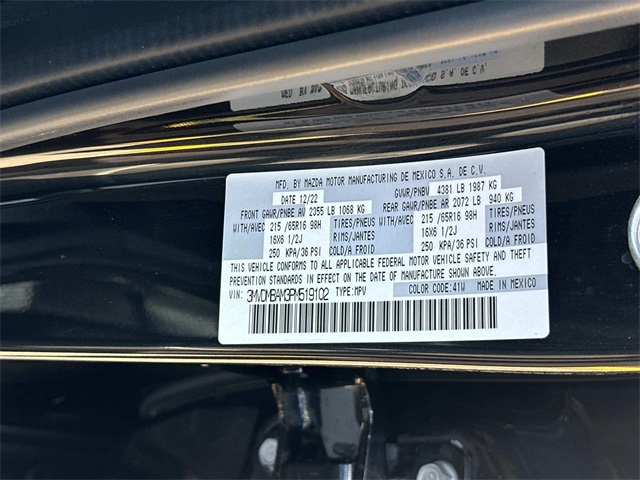 MFD. BY MAZDA MOTOR MANUFACTURING DE MEXICO S.A. DE C.V.
DATE 12/22 GVWR/PNBV 4381 LB 1987 KG
FRONT GAWR/PNBE AV 2355 LB 1068 KG REAR GAWR/PNBE AR 2072 LB 940 KG
WITH/AVEC 215 /65R16 98H TIRES/PNEUS WITH/AVEC 215 /65R16 98H TIRES/PNEUS
16X6 1/2J RIMS/JANTES 16X6 1/2J RIMS/JANTES
250 KPA/36 PSI COLD/A FROID 250 KPA/36 PSI COLD/A FROID
THIS VEHICLE CONFORMS TO ALL APPLICABLE FEDERAL MOTOR VEHICLE SAFETY AND THEFT
PREVENTION STANDARDS IN EFFECT ON THE DATE OF MANUFACTURE SHOWN ABOVE.
VIN: 3MVDMBAM3PM519102 TYPE:MPV COLOR CODE:41W MADE IN MEXICO